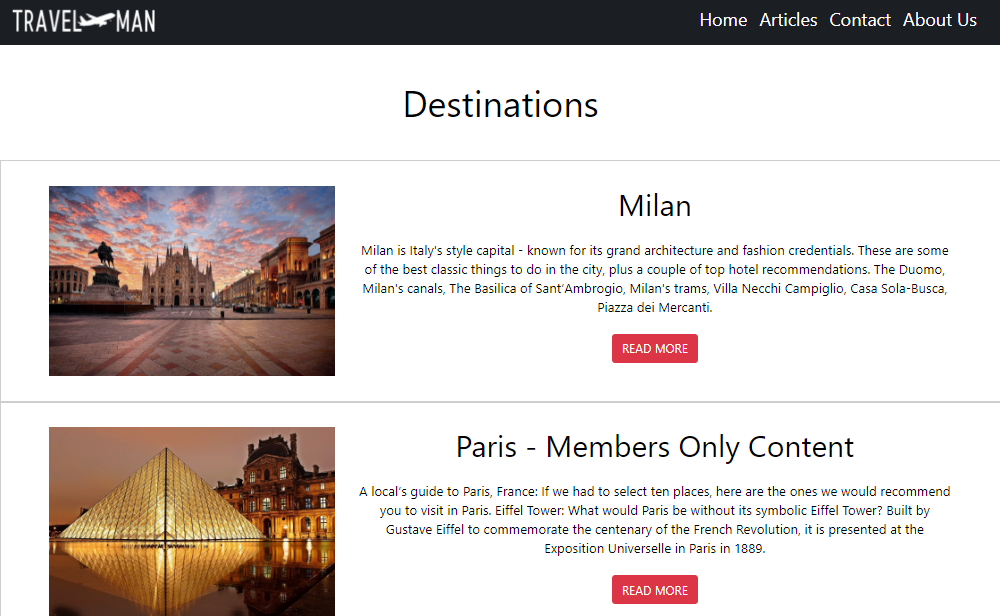 TRAVEL MAN
Home Articles Contact About Us
Destinations
Milan
Milan is Italy's style capital - known for its grand architecture and fashion credentials. These are some
of the best classic things to do in the city, plus a couple of top hotel recommendations. The Duomo,
Milan's canals, The Basilica of Sant’Ambrogio, Milan's trams, Villa Necchi Campiglio, Casa Sola-Busca,
Piazza dei Mercanti.
READ MORE
Paris - Members Only Content
A local’s guide to Paris, France: If we had to select ten places, here are the ones we would recommend
you to visit in Paris. Eiffel Tower: What would Paris be without its symbolic Eiffel Tower? Built by
Gustave Eiffel to commemorate the centenary of the French Revolution, it is presented at the
Exposition Universelle in Paris in 1889.
READ MORE